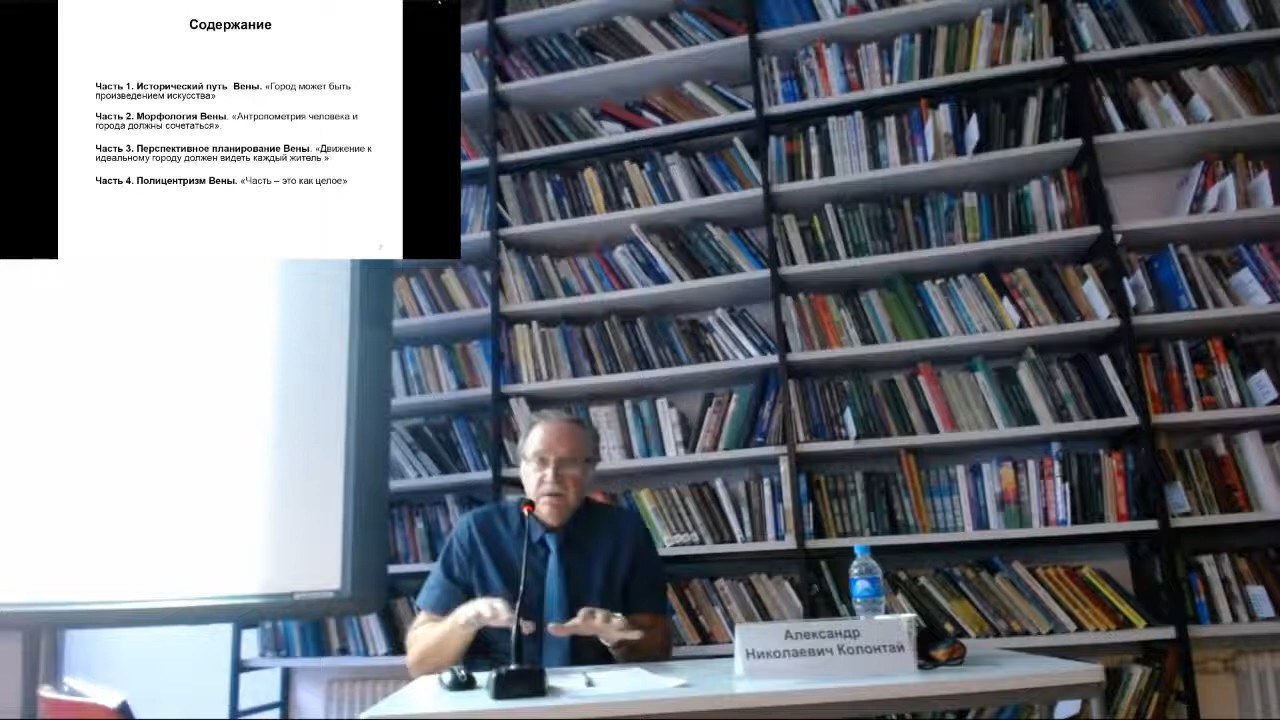 Содержание
Часть 1. Исторический путь Вены. «Город может быть
произведением искусства»
Часть 2. Морфология Вены. «Антропометрия человека и
города должны сочетаться».
Часть 3. Перспективное планирование Вены. «Движение к
идеальному городу должен видеть каждый житель »
Часть 4. Полицентризм Вены. «Часть – это как целое»
Александр
Николаевич Колонтай